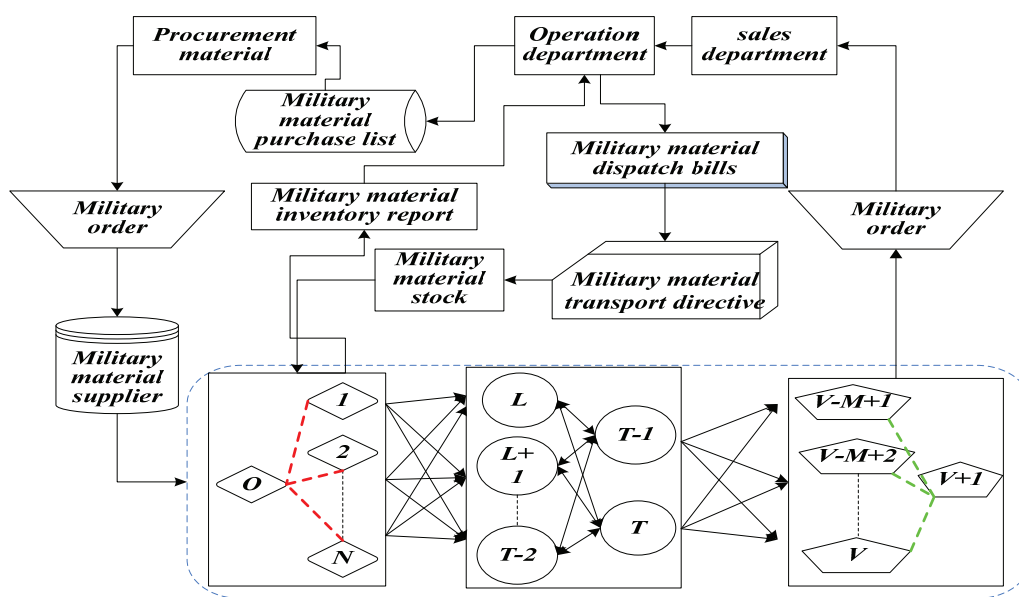 Procurement
material
Operation
department
sales
department
Military
material
purchase list
Military material
dispatch bills
Military material
inventory report
Military
order
Military
order
Military
material
stock
Military material
transport directive
Military
material
supplier
1
2
O
N
L
L+
1
T-2
T-1
T
V-M+1
V-M+2
V+1
V